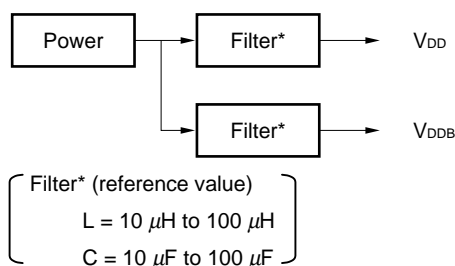 Power
Filter*
VDD
Filter*
VDDB
Filter* (reference value)
L = 10 μH to 100 μH
C = 10 μF to 100 μF